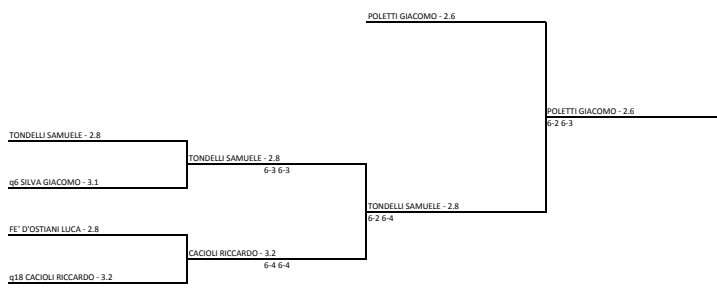 POLETTI GIACOMO - 2.6
POLETTI GIACOMO - 2.6
6-2 6-3
TONDELLI SAMUELE - 2.8
TONDELLI SAMUELE - 2.8
6-3 6-3
q6 SILVA GIACOMO - 3.1
TONDELLI SAMUELE - 2.8
6-2 6-4
FE' D'OSTIANI LUCA - 2.8
CACIOLI RICCARDO - 3.2
6-4 6-4
q18 CACIOLI RICCARDO - 3.2